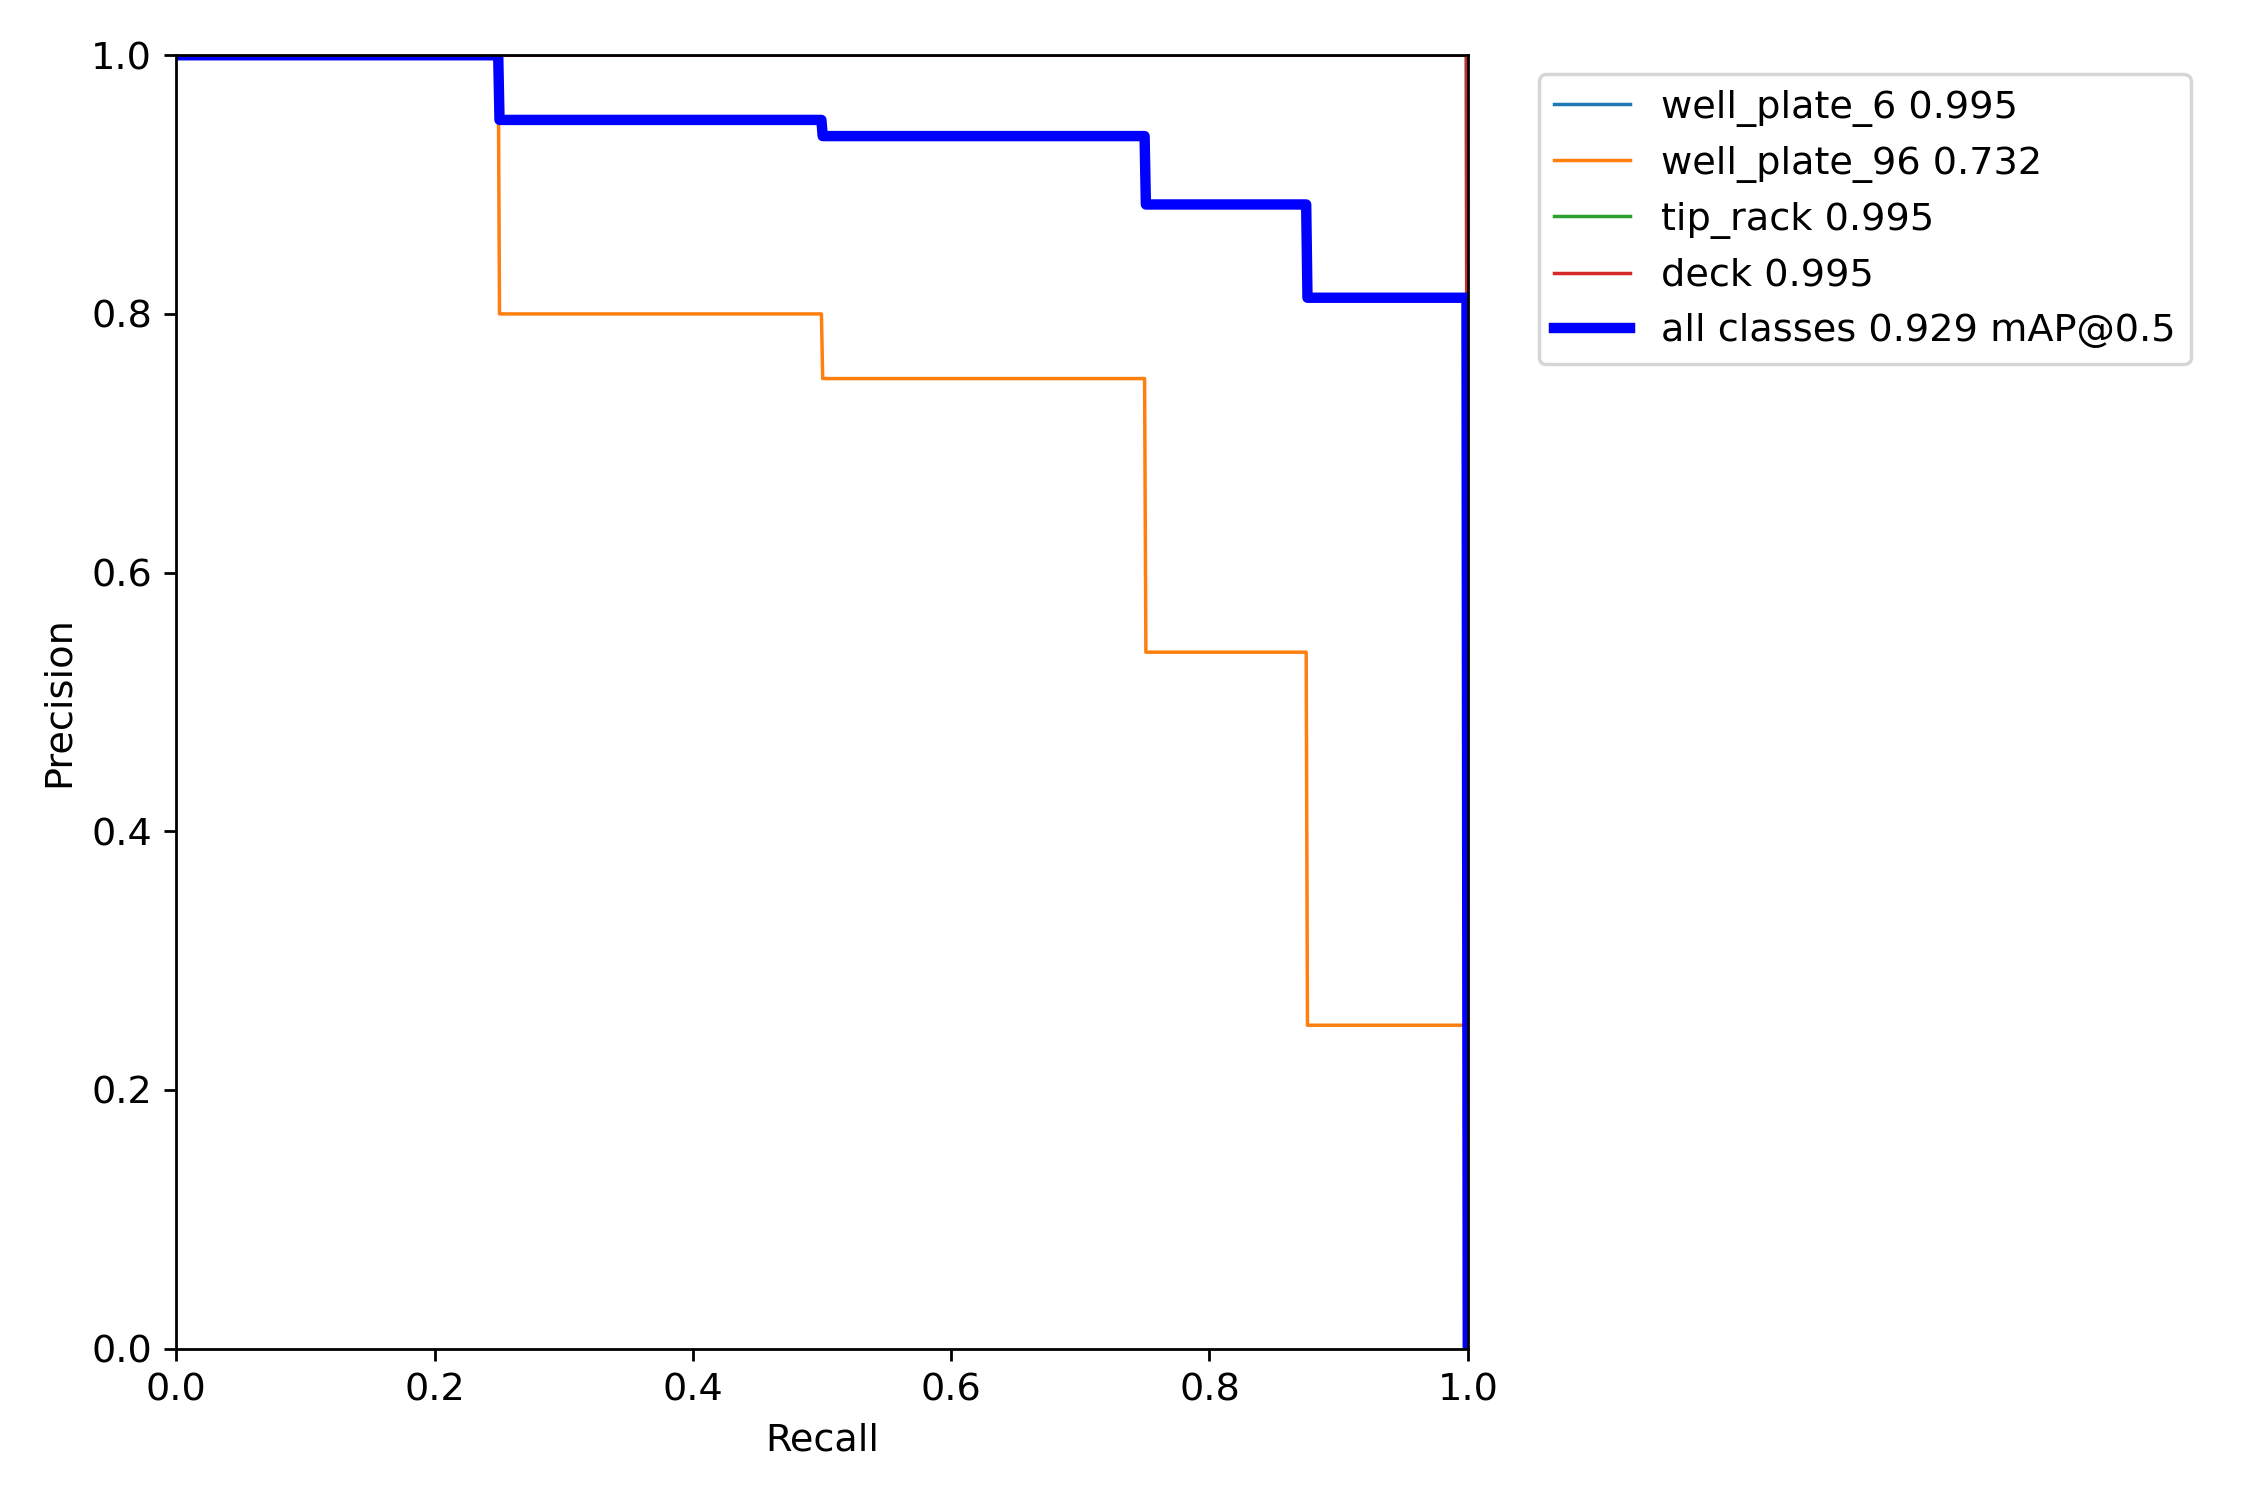 1.0
0.8
0.6
0.4
0.2
0.0
Precision
0.0 0.2 0.4 0.6 0.8 1.0
Recall
well_plate_6 0.995
well_plate_96 0.732
tip_rack 0.995
deck 0.995
all classes 0.929 mAP@0.5